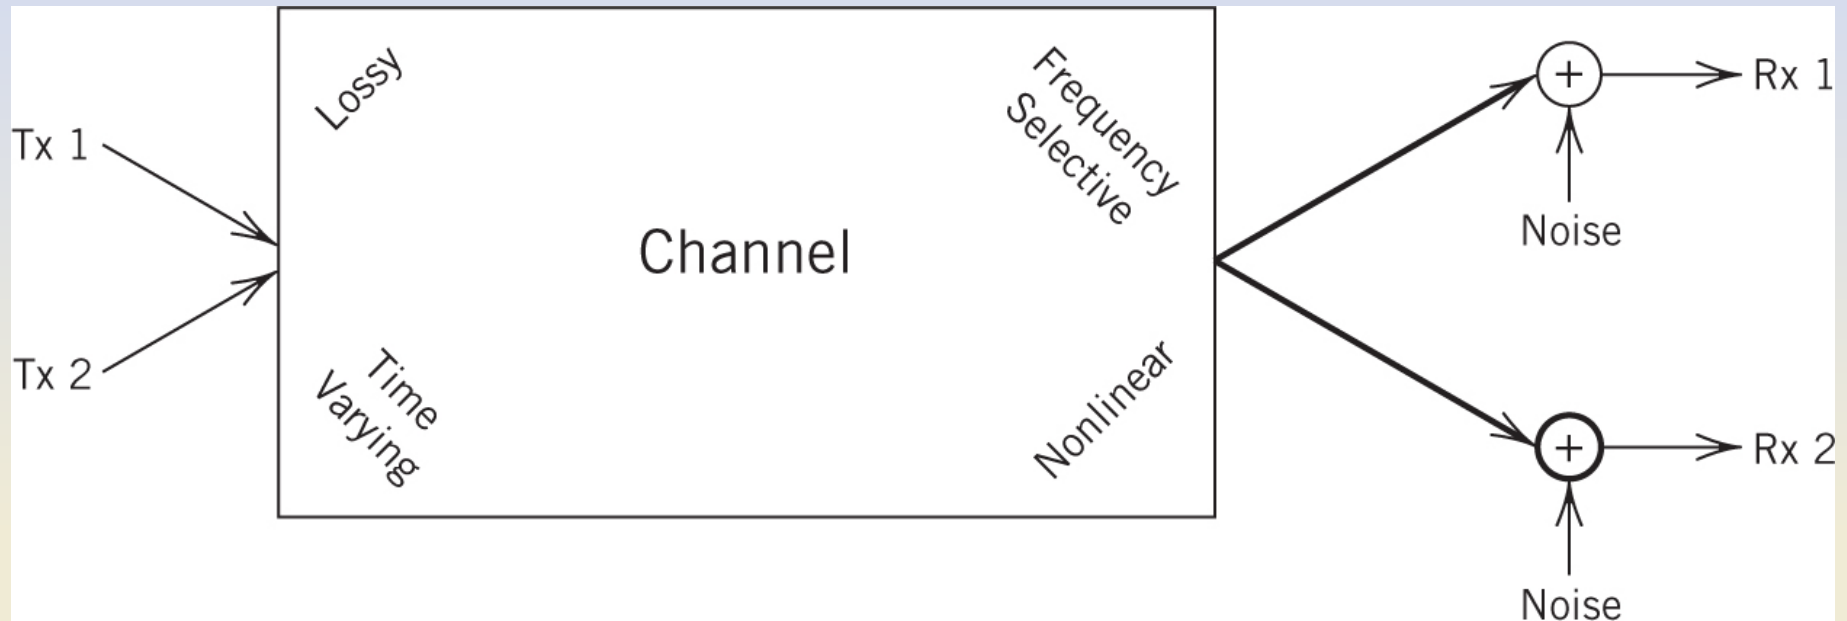 Tx 1
Tx 2
Lossy
Time
Varying
Channel
Frequency
Selective
Nonlinear
+
Noise
Rx 1
+
Noise
Rx 2